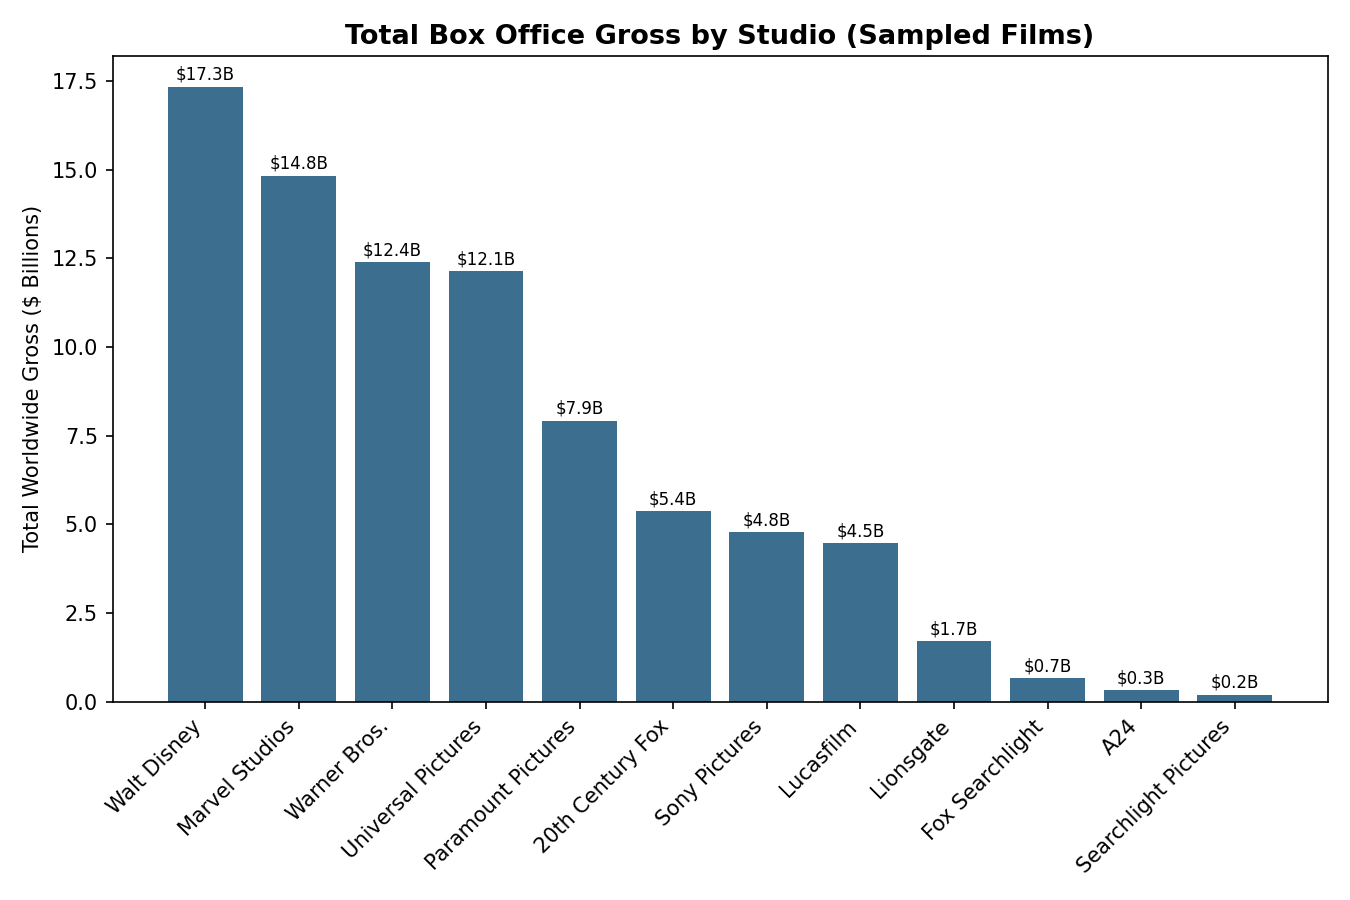 Total Box Office Gross by Studio (Sampled Films)
Total Worldwide Gross ($ Billions)
17.5
15.0
12.5
10.0
7.5
5.0
2.5
0.0
$17.3B
$14.8B
$12.4B
$12.1B
$7.9B
$5.4B
$4.8B
$4.5B
$1.7B
$0.7B
$0.3B
$0.2B
Walt Disney
Marvel Studios
Warner Bros.
Universal Pictures
Paramount Pictures
20th Century Fox
Sony Pictures
Lucasfilm
Lionsgate
Fox Searchlight
A24
Searchlight Pictures